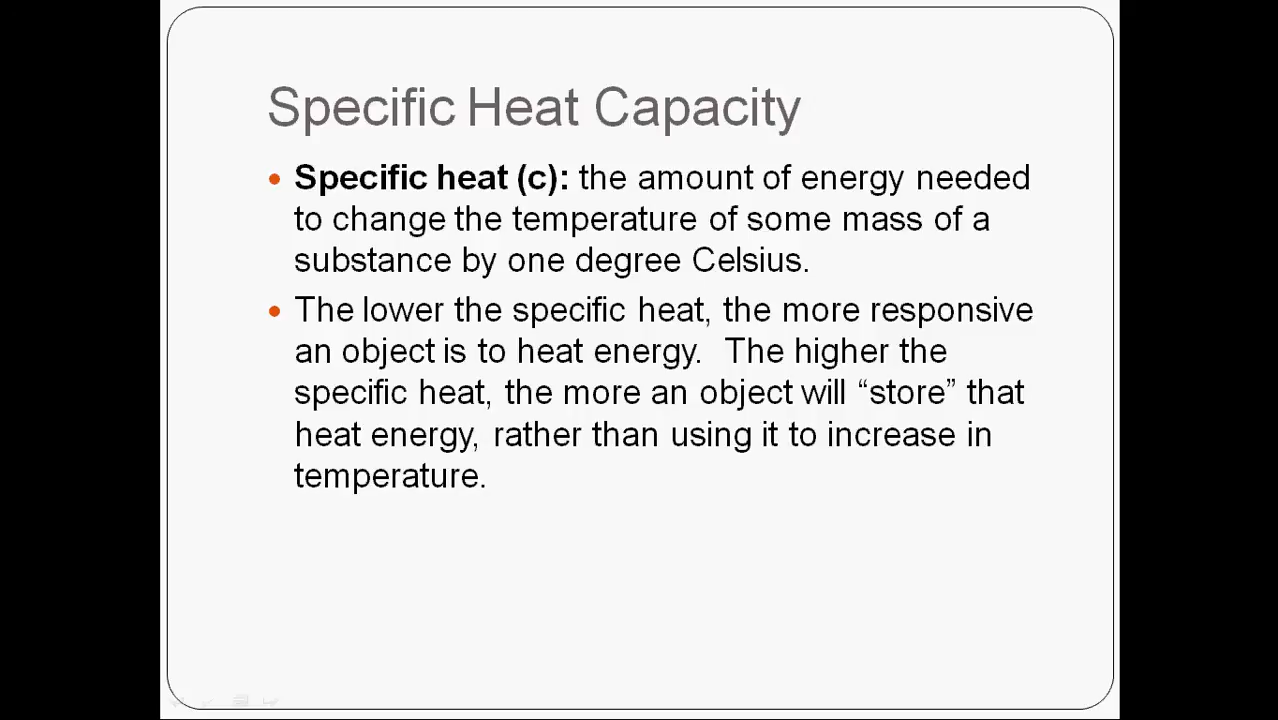 Specific Heat Capacity
• Specific heat (c): the amount of energy needed
to change the temperature of some mass of a
substance by one degree Celsius.
• The lower the specific heat, the more responsive
an object is to heat energy.  The higher the
specific heat, the more an object will “store” that
heat energy, rather than using it to increase in
temperature.